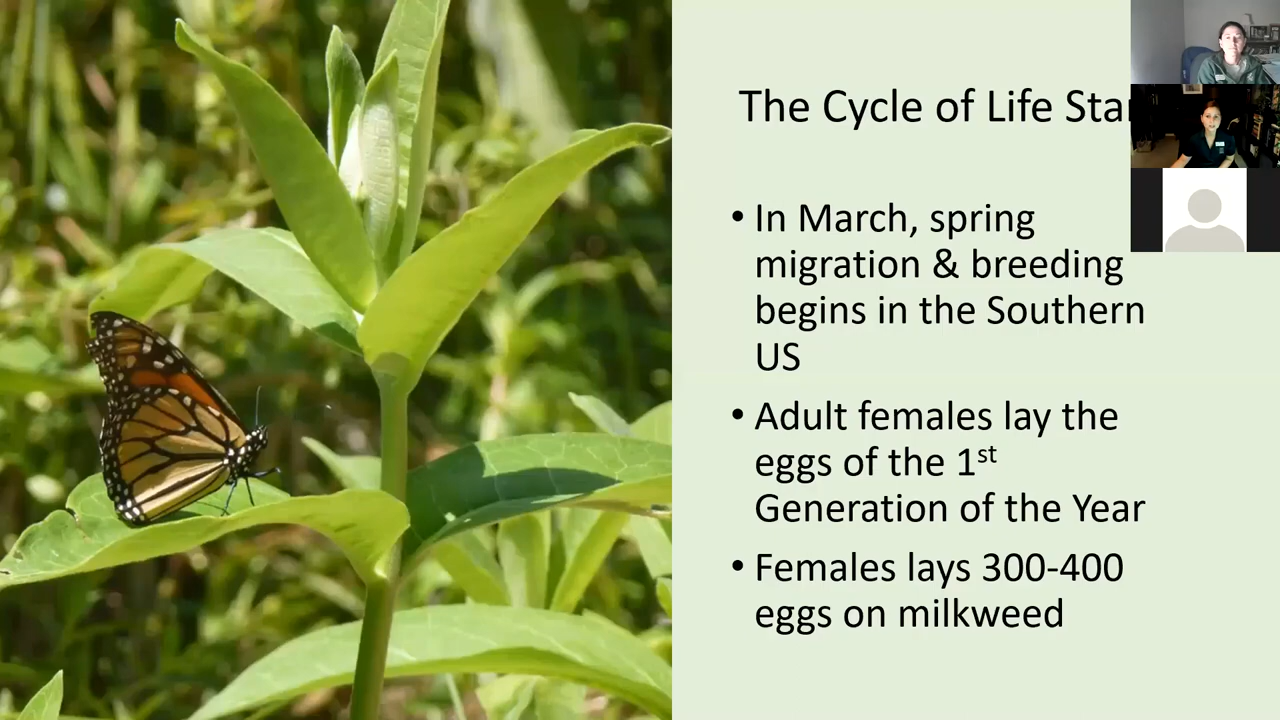 The Cycle of Life Star
• In March, spring
migration & breeding
begins in the Southern
US
• Adult females lay the
eggs of the 1st
Generation of the Year
• Females lays 300-400
eggs on milkweed